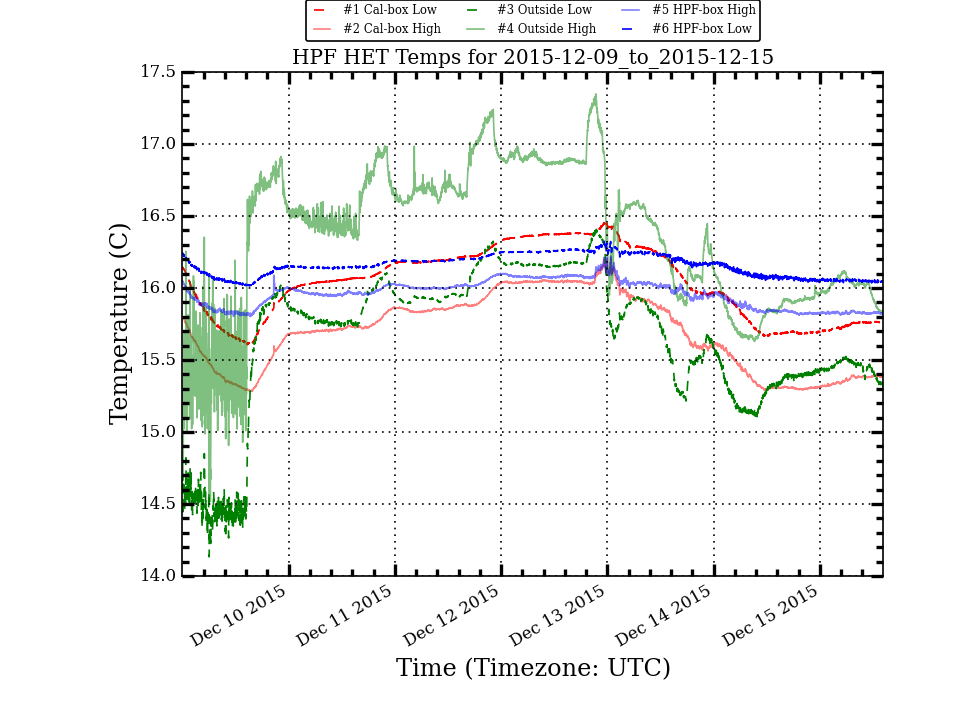 #1 Cal-box Low #3 Outside Low #5 HPF-box High
#2 Cal-box High #4 Outside High #6 HPF-box Low
HPF HET Temps for 2015-12-09_to_2015-12-15
17.5
17.0
16.5
16.0
15.5
15.0
14.5
14.0
Temperature (C)
Dec 10 2015
Dec 11 2015
Dec 12 2015
Dec 13 2015
Dec 14 2015
Dec 15 2015
Time (Timezone: UTC)